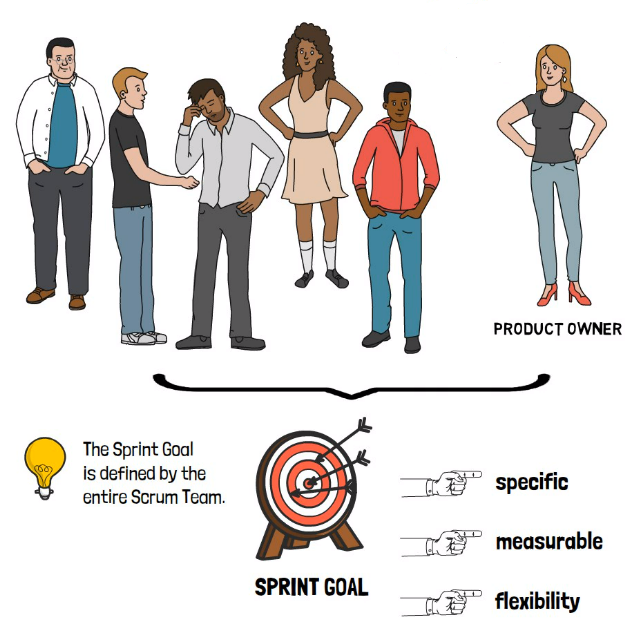 PRODUCT OWNER
The Sprint Goal
is defined by the
entire Scrum Team.
SPRINT GOAL
specific
measurable
flexibility